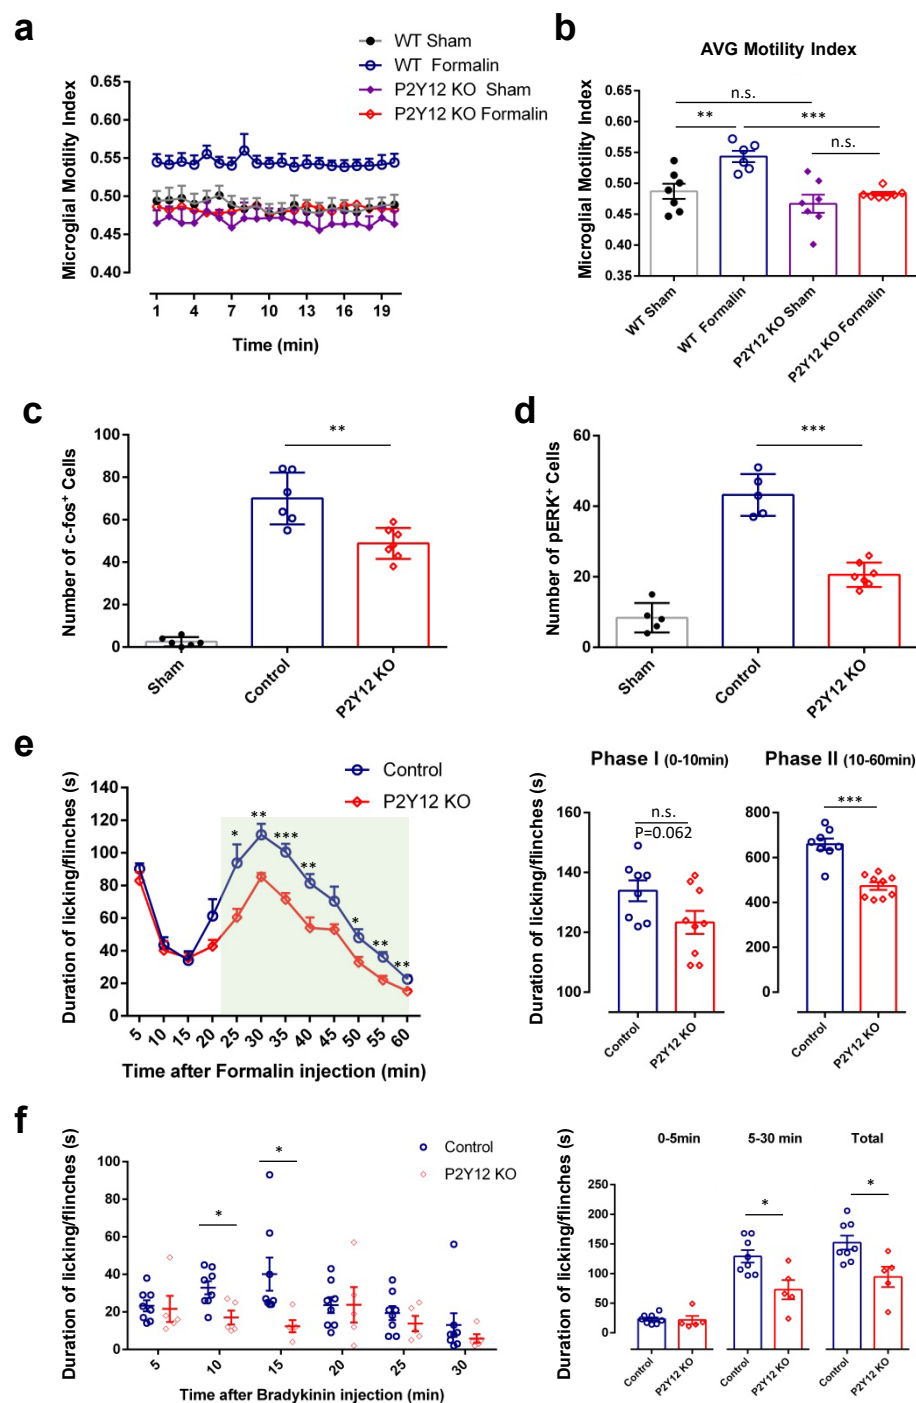 a
WT Sham
WT Formalin
P2Y12 KO Sham
P2Y12 KO Formalin
Microglial Motility Index
0.65
0.60
0.55
0.50
0.45
0.40
1 4 7 10 13 16 19
Time (min)
b
AVG Motility Index
Microglial Motility Index
0.65
0.60
0.55
0.50
0.45
0.40
0.35
n.s.
** ***
n.s.
WT Sham
WT Formalin
P2Y12 KO Sham
P2Y12 KO Formalin
c
Number of c-fos+ Cells
100
80
60
40
20
0
**
Sham
Control
P2Y12 KO
d
Number of pERK+ Cells
60
40
20
0
***
Sham
Control
P2Y12 KO
e
Control
P2Y12 KO
Duration of licking/flinches (s)
140
120
100
80
60
40
20
0
* ** *** ** * ** **
5 10 15 20 25 30 35 40 45 50 55 60
Time after Formalin injection (min)
Phase I (0-10min)
Duration of licking/flinches (s)
160
140
120
100
n.s.
P=0.062
Control
P2Y12 KO
Phase II (10-60min)
800
600
400
200
0
***
Control
P2Y12 KO
f
Control
P2Y12 KO
Duration of licking/flinches (s)
100
80
60
40
20
0
* *
5 10 15 20 25 30
Time after Bradykinin injection (min)
Duration of licking/flinches (s)
0-5min 5-30 min Total
250
200
150
100
50
0
* *
Control P2Y12 KO Control P2Y12 KO Control P2Y12 KO